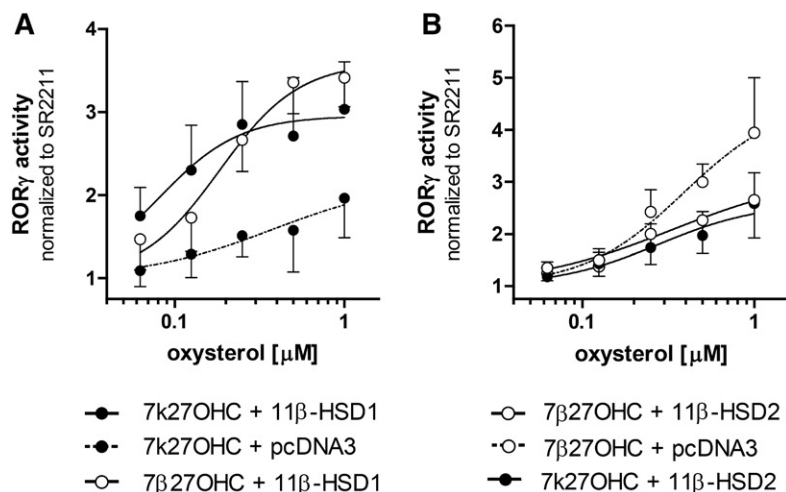 A
RORγ activity
normalized to SR2211
4
3
2
1
0.1
1
oxysterol [μM]
7k27OHC + 11β-HSD1
7k27OHC + pcDNA3
7β27OHC + 11β-HSD1
B
RORγ activity
normalized to SR2211
6
5
4
3
2
1
0.1
1
oxysterol [μM]
7β27OHC + 11β-HSD2
7β27OHC + pcDNA3
7k27OHC + 11β-HSD2